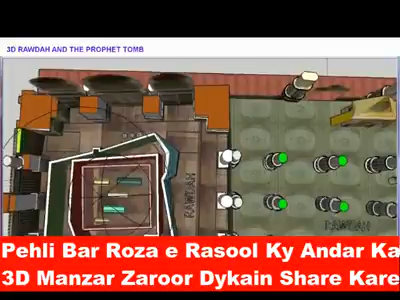 3D RAWDAH AND THE PROPHET TOMB
RAWDAH
RAWDAH
Pehli Bar Roza e Rasool Ky Andar Ka
3D Manzar Zaroor Dykain Share Kare